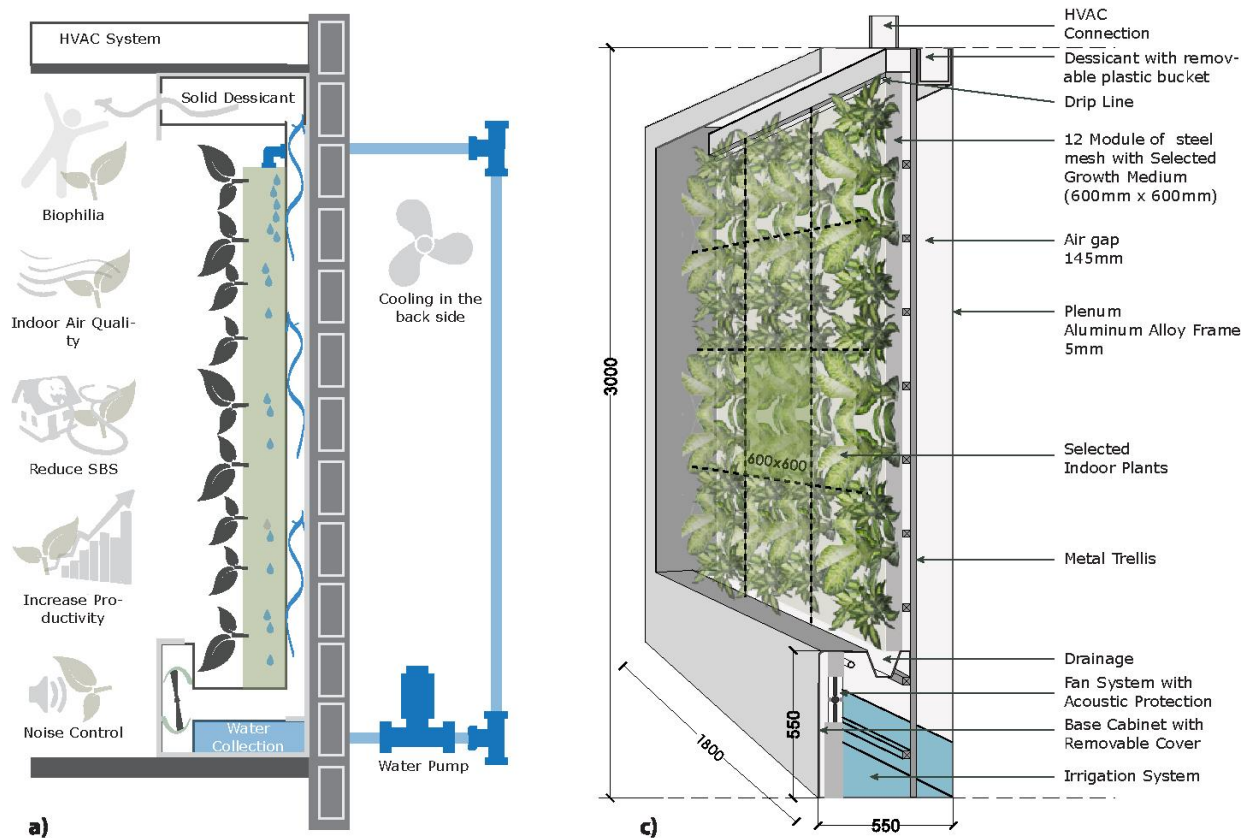 HVAC System
Solid Dessicant
Biophilia
Indoor Air Quali-
ty
Reduce SBS
Increase Pro-
ductivity
Noise Control
Cooling in the
back side
Water
Collection
Water Pump
a)
HVAC
Connection
Dessicant with remov-
able plastic bucket
Drip Line
12 Module of steel
mesh with Selected
Growth Medium
(600mm x 600mm)
Air gap
145mm
Plenum
Aluminum Alloy Frame
5mm
Selected
Indoor Plants
Metal Trellis
Drainage
Fan System with
Acoustic Protection
Base Cabinet with
Removable Cover
Irrigation System
3000
600x600
550
1800
550
c)